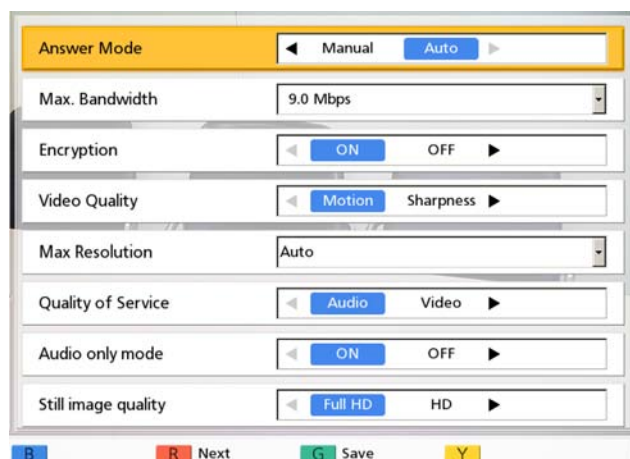 Answer Mode Manual Auto
Max. Bandwidth 9.0 Mbps
Encryption ON OFF
Video Quality Motion Sharpness
Max Resolution Auto
Quality of Service Audio Video
Audio only mode ON OFF
Still image quality Full HD HD
B R Next G Save Y